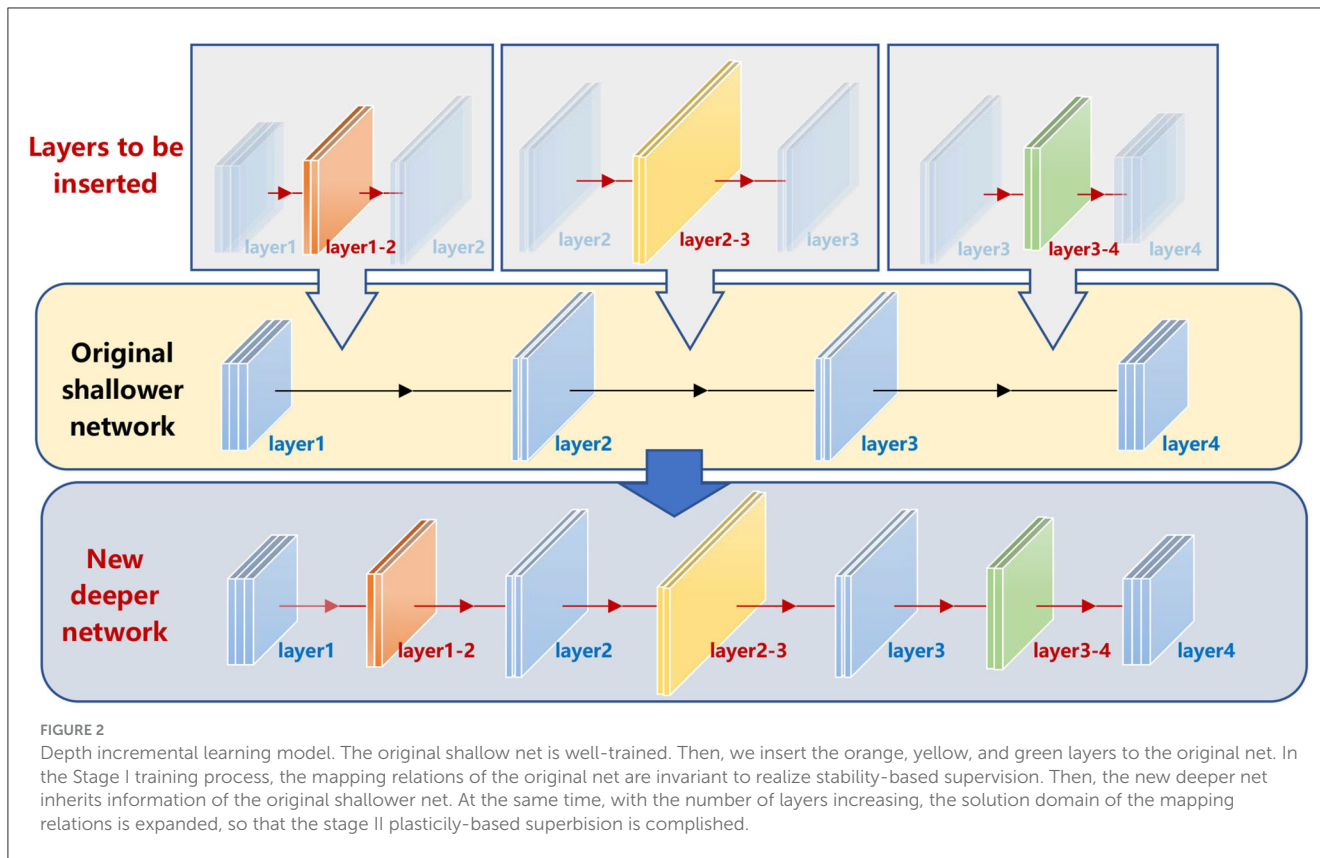 Layers to be
inserted
layer1
layer1-2
layer2
layer2
layer2-3
layer3
layer3
layer3-4
layer4
Original
shallower
network
layer1
layer2
layer3
layer4
New
deeper
network
layer1
layer1-2
layer2
layer2-3
layer3
layer3-4
layer4
FIGURE 2
Depth incremental learning model. The original shallow net is well-trained. Then, we insert the orange, yellow, and green layers to the original net. In
the Stage I training process, the mapping relations of the original net are invariant to realize stability-based supervision. Then, the new deeper net
inherits information of the original shallower net. At the same time, with the number of layers increasing, the solution domain of the mapping
relations is expanded, so that the stage II plasticily-based superbision is complished.